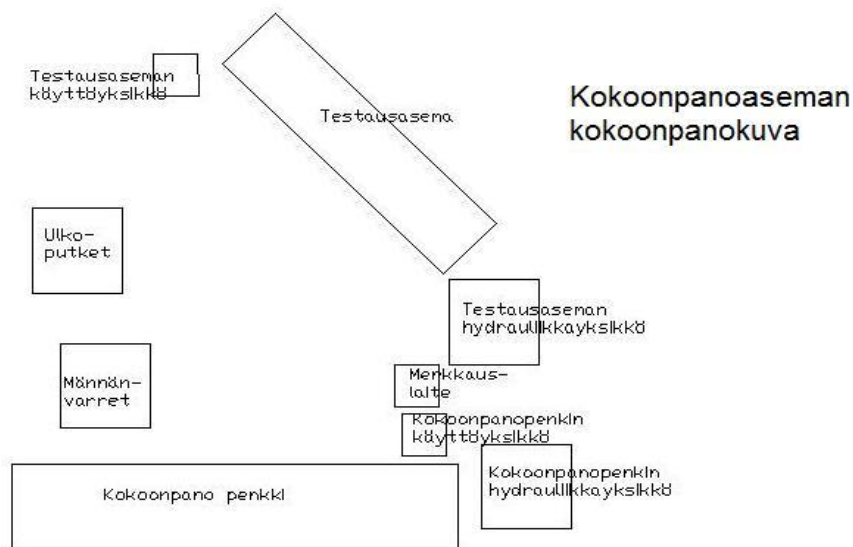 Testausaseman
käyttöyksikkö
Testausasema
Kokoonpanoaseman
kokoonpanokuva
Ulko-
putket
Testausaseman
hydrauliikkayksikkö
Männän-
varret
Merkkaus-
laite
Kokoonpanopenkin
käyttöyksikkö
Kokoonpanopenkin
hydrauliikkayksikkö
Kokoonpano penkki